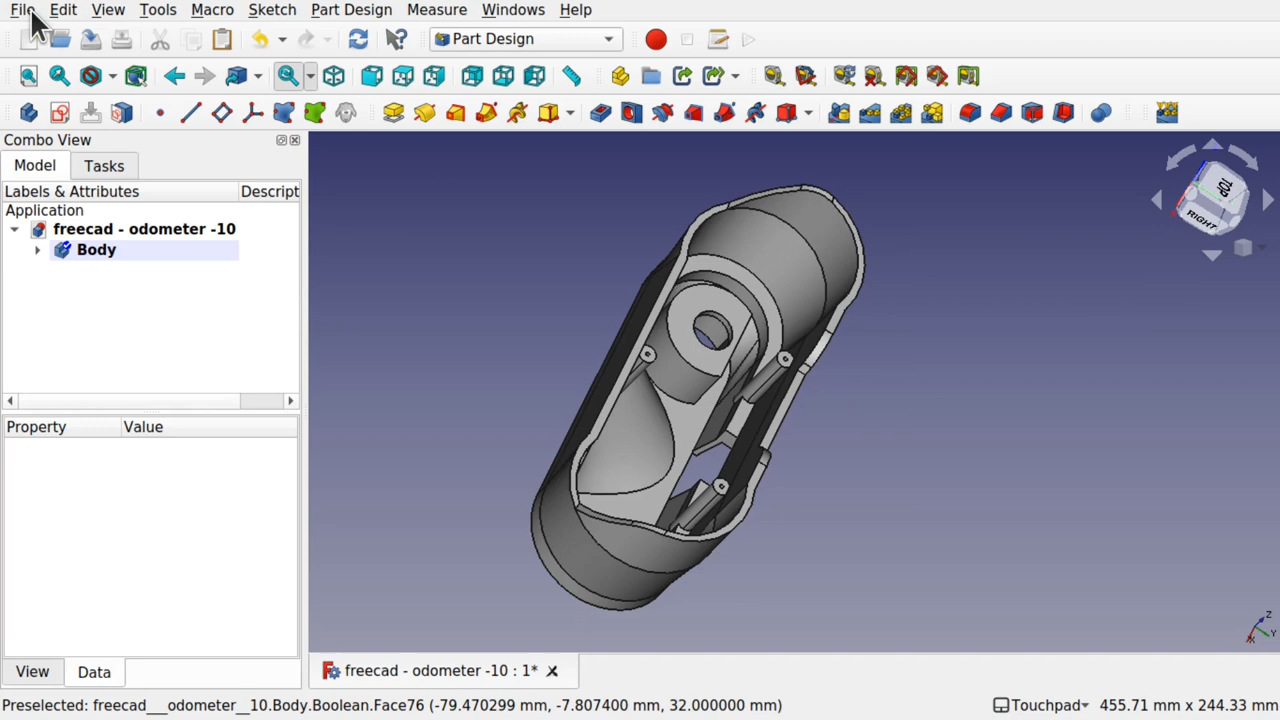 File Edit View Tools Macro Sketch Part Design Measure Windows Help
Part Design
Combo View
Model Tasks
Labels & Attributes Descript
Application
freecad - odometer -10
Body
TOP
RIGHT
Property Value
Z
Y
X
View Data
freecad - odometer -10 : 1*
Preselected: freecad___odometer__10.Body.Boolean.Face76 (-79.470299 mm, -7.807400 mm, 32.000000 mm) Touchpad 455.71 mm x 244.33 mm